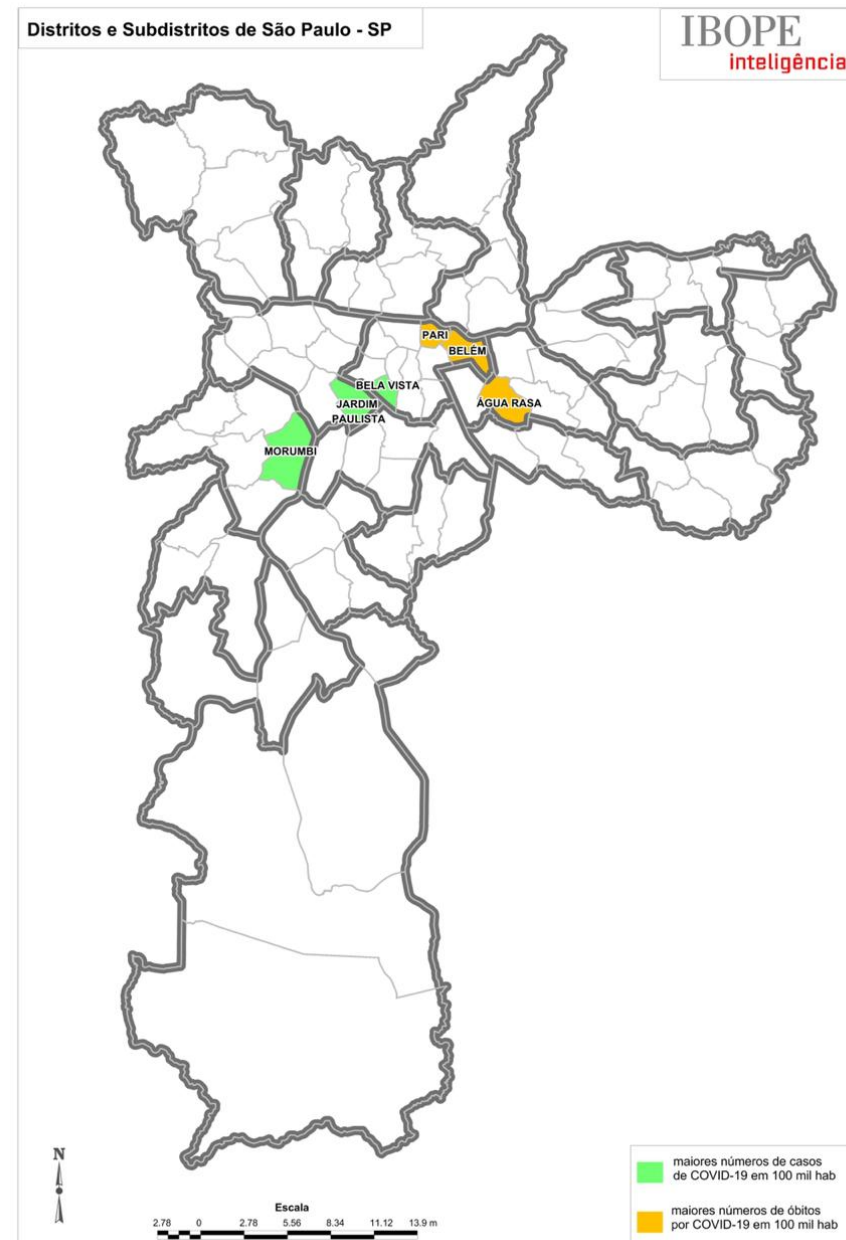 Distritos e Subdistritos de São Paulo - SP
IBOPE
inteligência
PARI
BELÉM
BELA VISTA
JARDIM
PAULISTA
ÁGUA RASA
MORUMBI
N
Escala
2.78 0 2.78 5.56 8.34 11.12 13.9 m
maiores números de casos
de COVID-19 em 100 mil hab
maiores números de óbitos
por COVID-19 em 100 mil hab